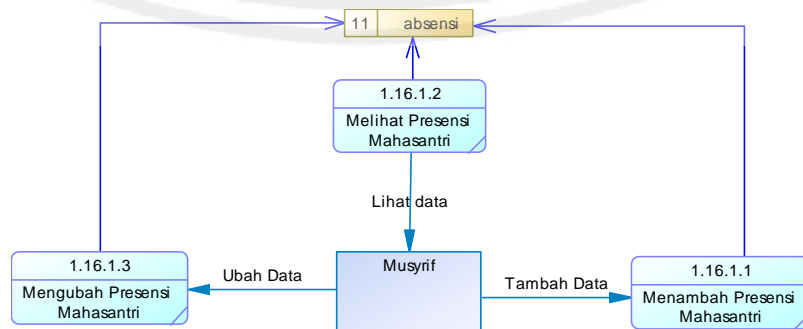 11 absensi
1.16.1.2
Melihat Presensi
Mahasantri
Lihat data
1.16.1.3
Mengubah Presensi
Mahasantri
Ubah Data
Musyrif
Tambah Data
1.16.1.1
Menambah Presensi
Mahasantri